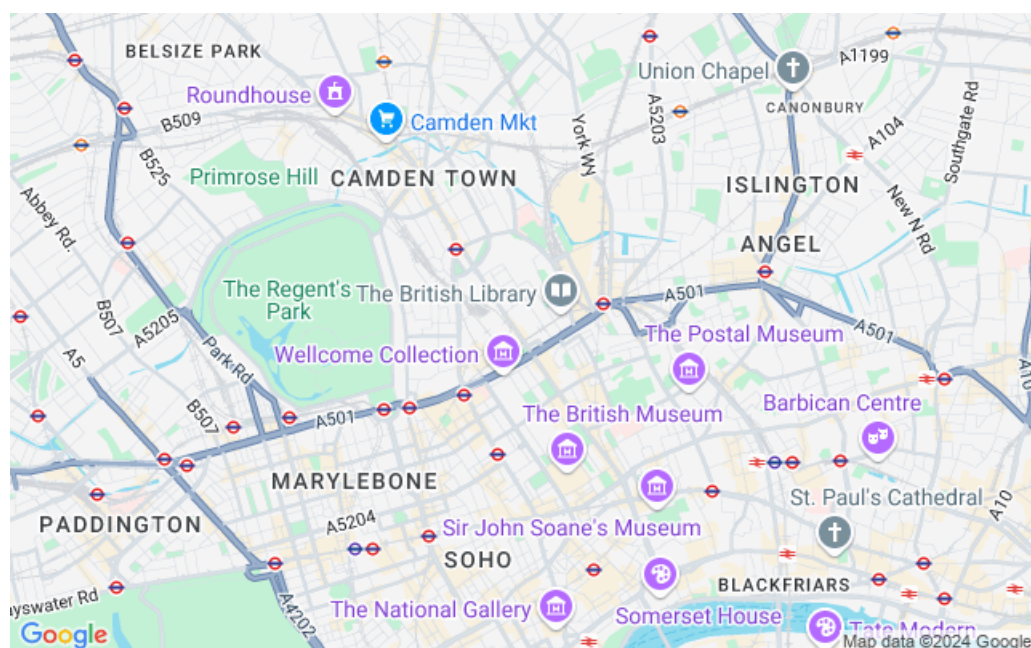 BELSIZE PARK
Union Chapel
A1199
Roundhouse
CANONBURY
B509
Camden Mkt
A5203
York WY
A104
Southgate Rd
B525
Primrose Hill
CAMDEN TOWN
ISLINGTON
Abbey Rd.
New N Rd
ANGEL
The Regent's
Park
The British Library
A501
B507
A5205
The Postal Museum
A501
Park Rd
Wellcome Collection
A5
A10
B507
A501
The British Museum
Barbican Centre
MARYLEBONE
St. Paul's Cathedral
A10
PADDINGTON
A5204
Sir John Soane's Museum
SOHO
BLACKFRIARS
ayswater Rd
A4202
The National Gallery
Somerset House
Tate Modern
Google
Map data ©2024 Google